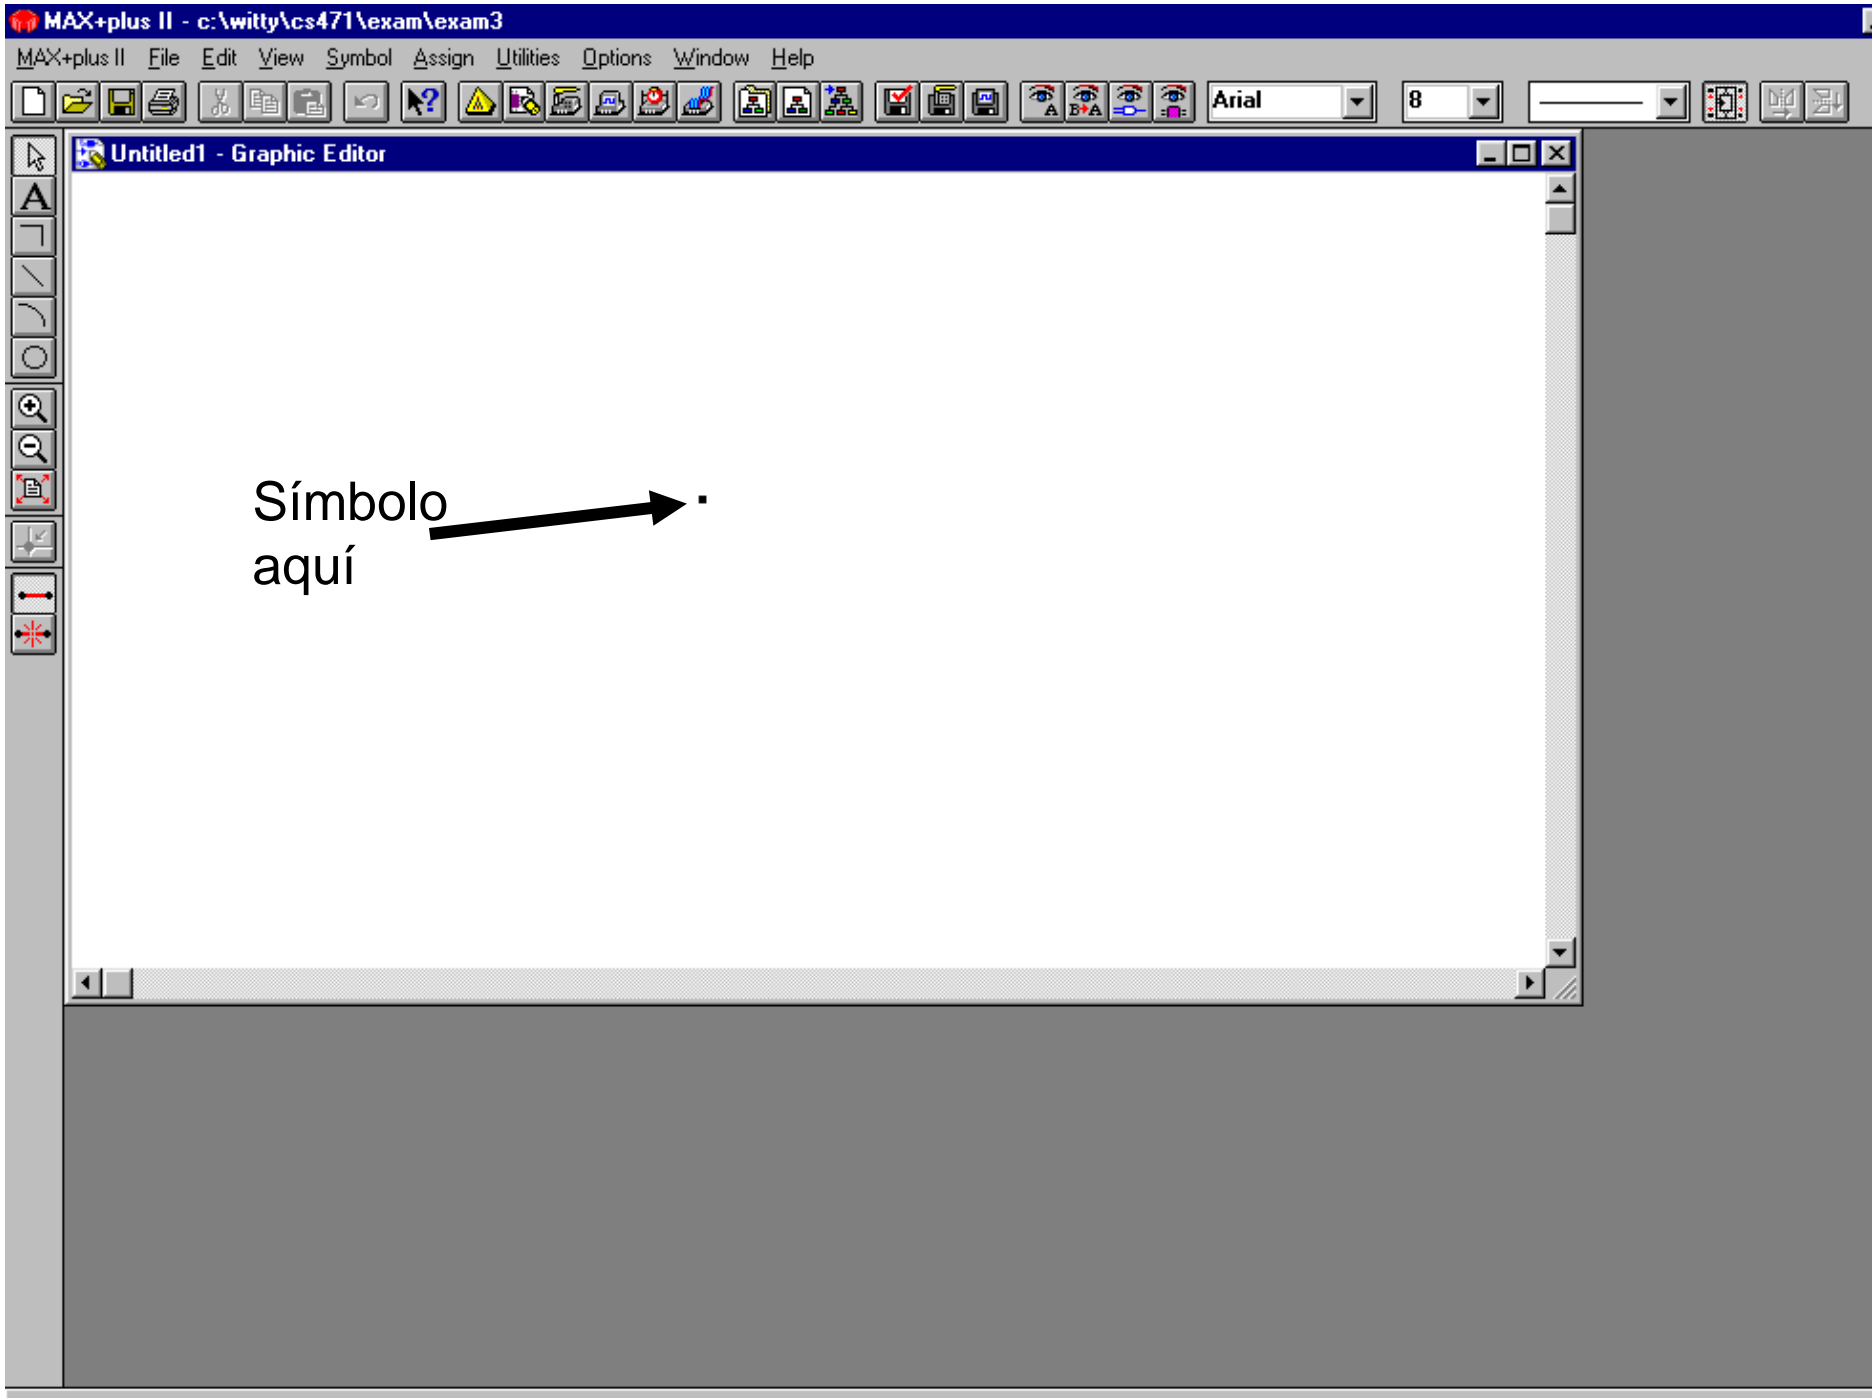 MAX+plus II - c:\witty\cs471\exam\exam3
MAX+plus II File Edit View Symbol Assign Utilities Options Window Help
Arial 8
Untitled1 - Graphic Editor
A
Símbolo
aquí